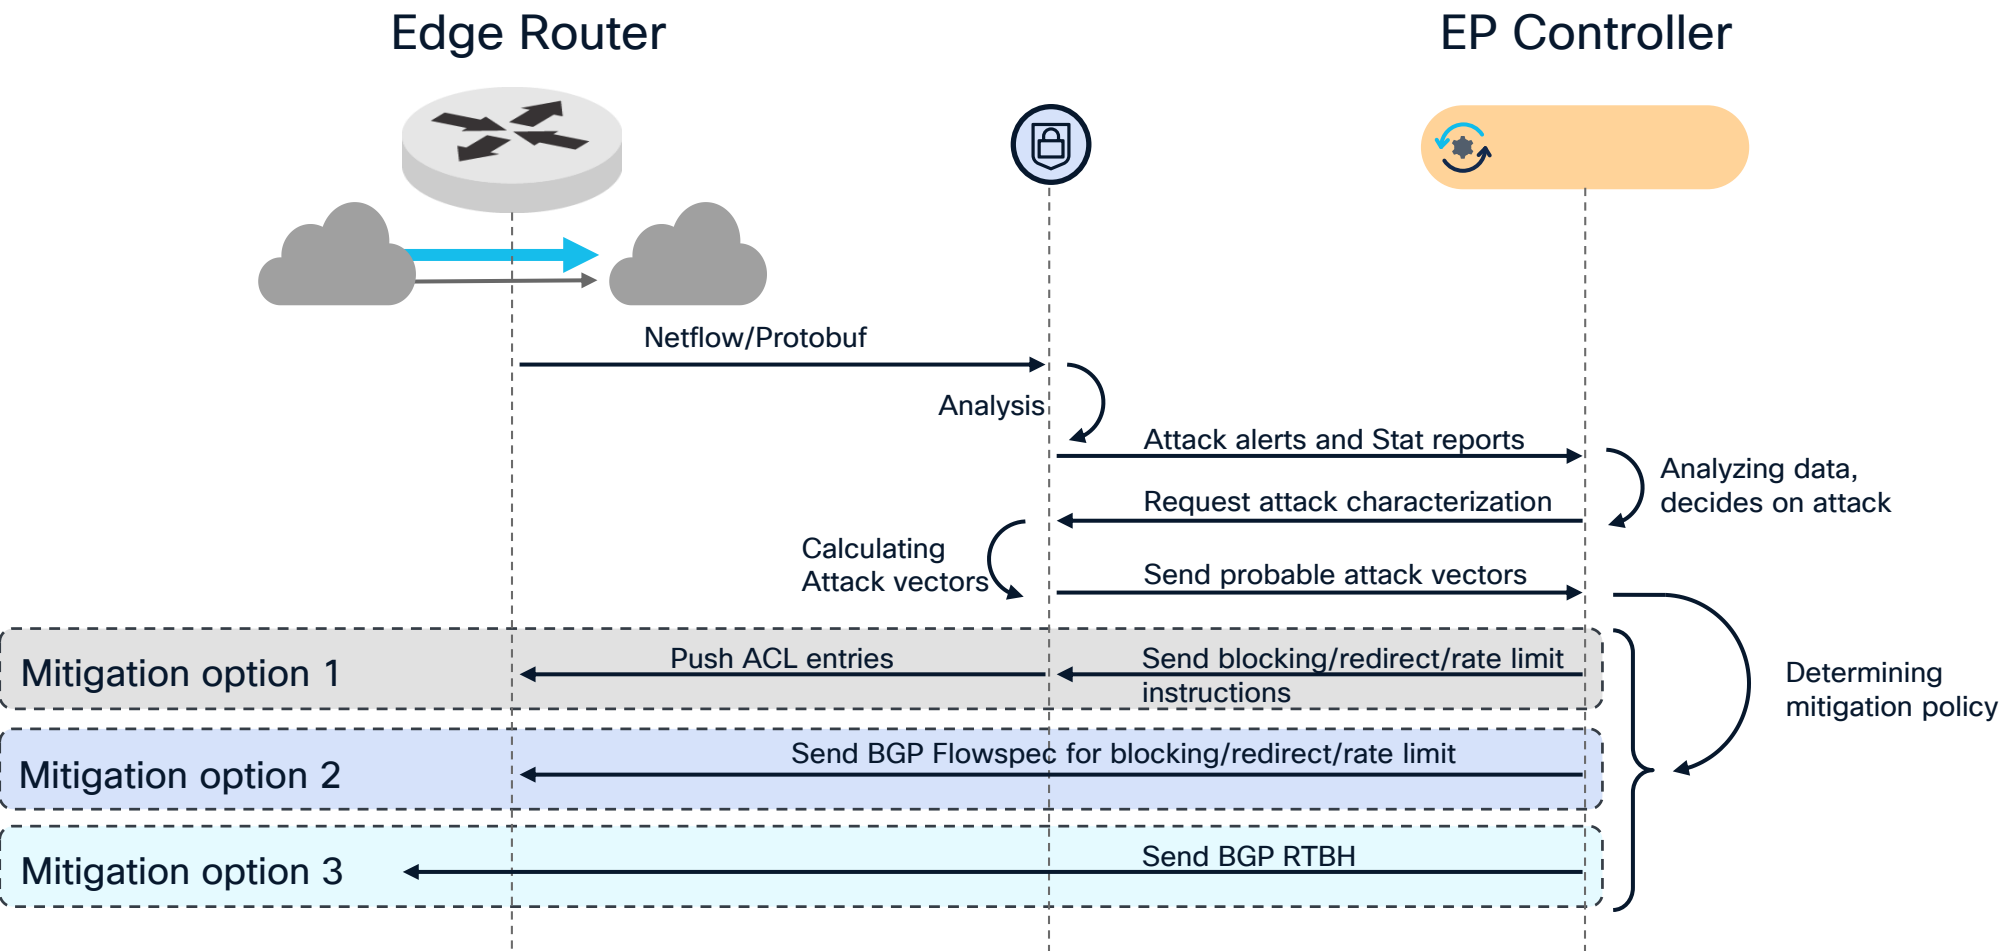 Edge Router
EP Controller
Netflow/Protobuf
Analysis
Attack alerts and Stat reports
Analyzing data,
decides on attack
Request attack characterization
Calculating
Attack vectors
Send probable attack vectors
Mitigation option 1
Push ACL entries
Send blocking/redirect/rate limit
instructions
Determining
mitigation policy
Mitigation option 2
Send BGP Flowspec for blocking/redirect/rate limit
Mitigation option 3
Send BGP RTBH